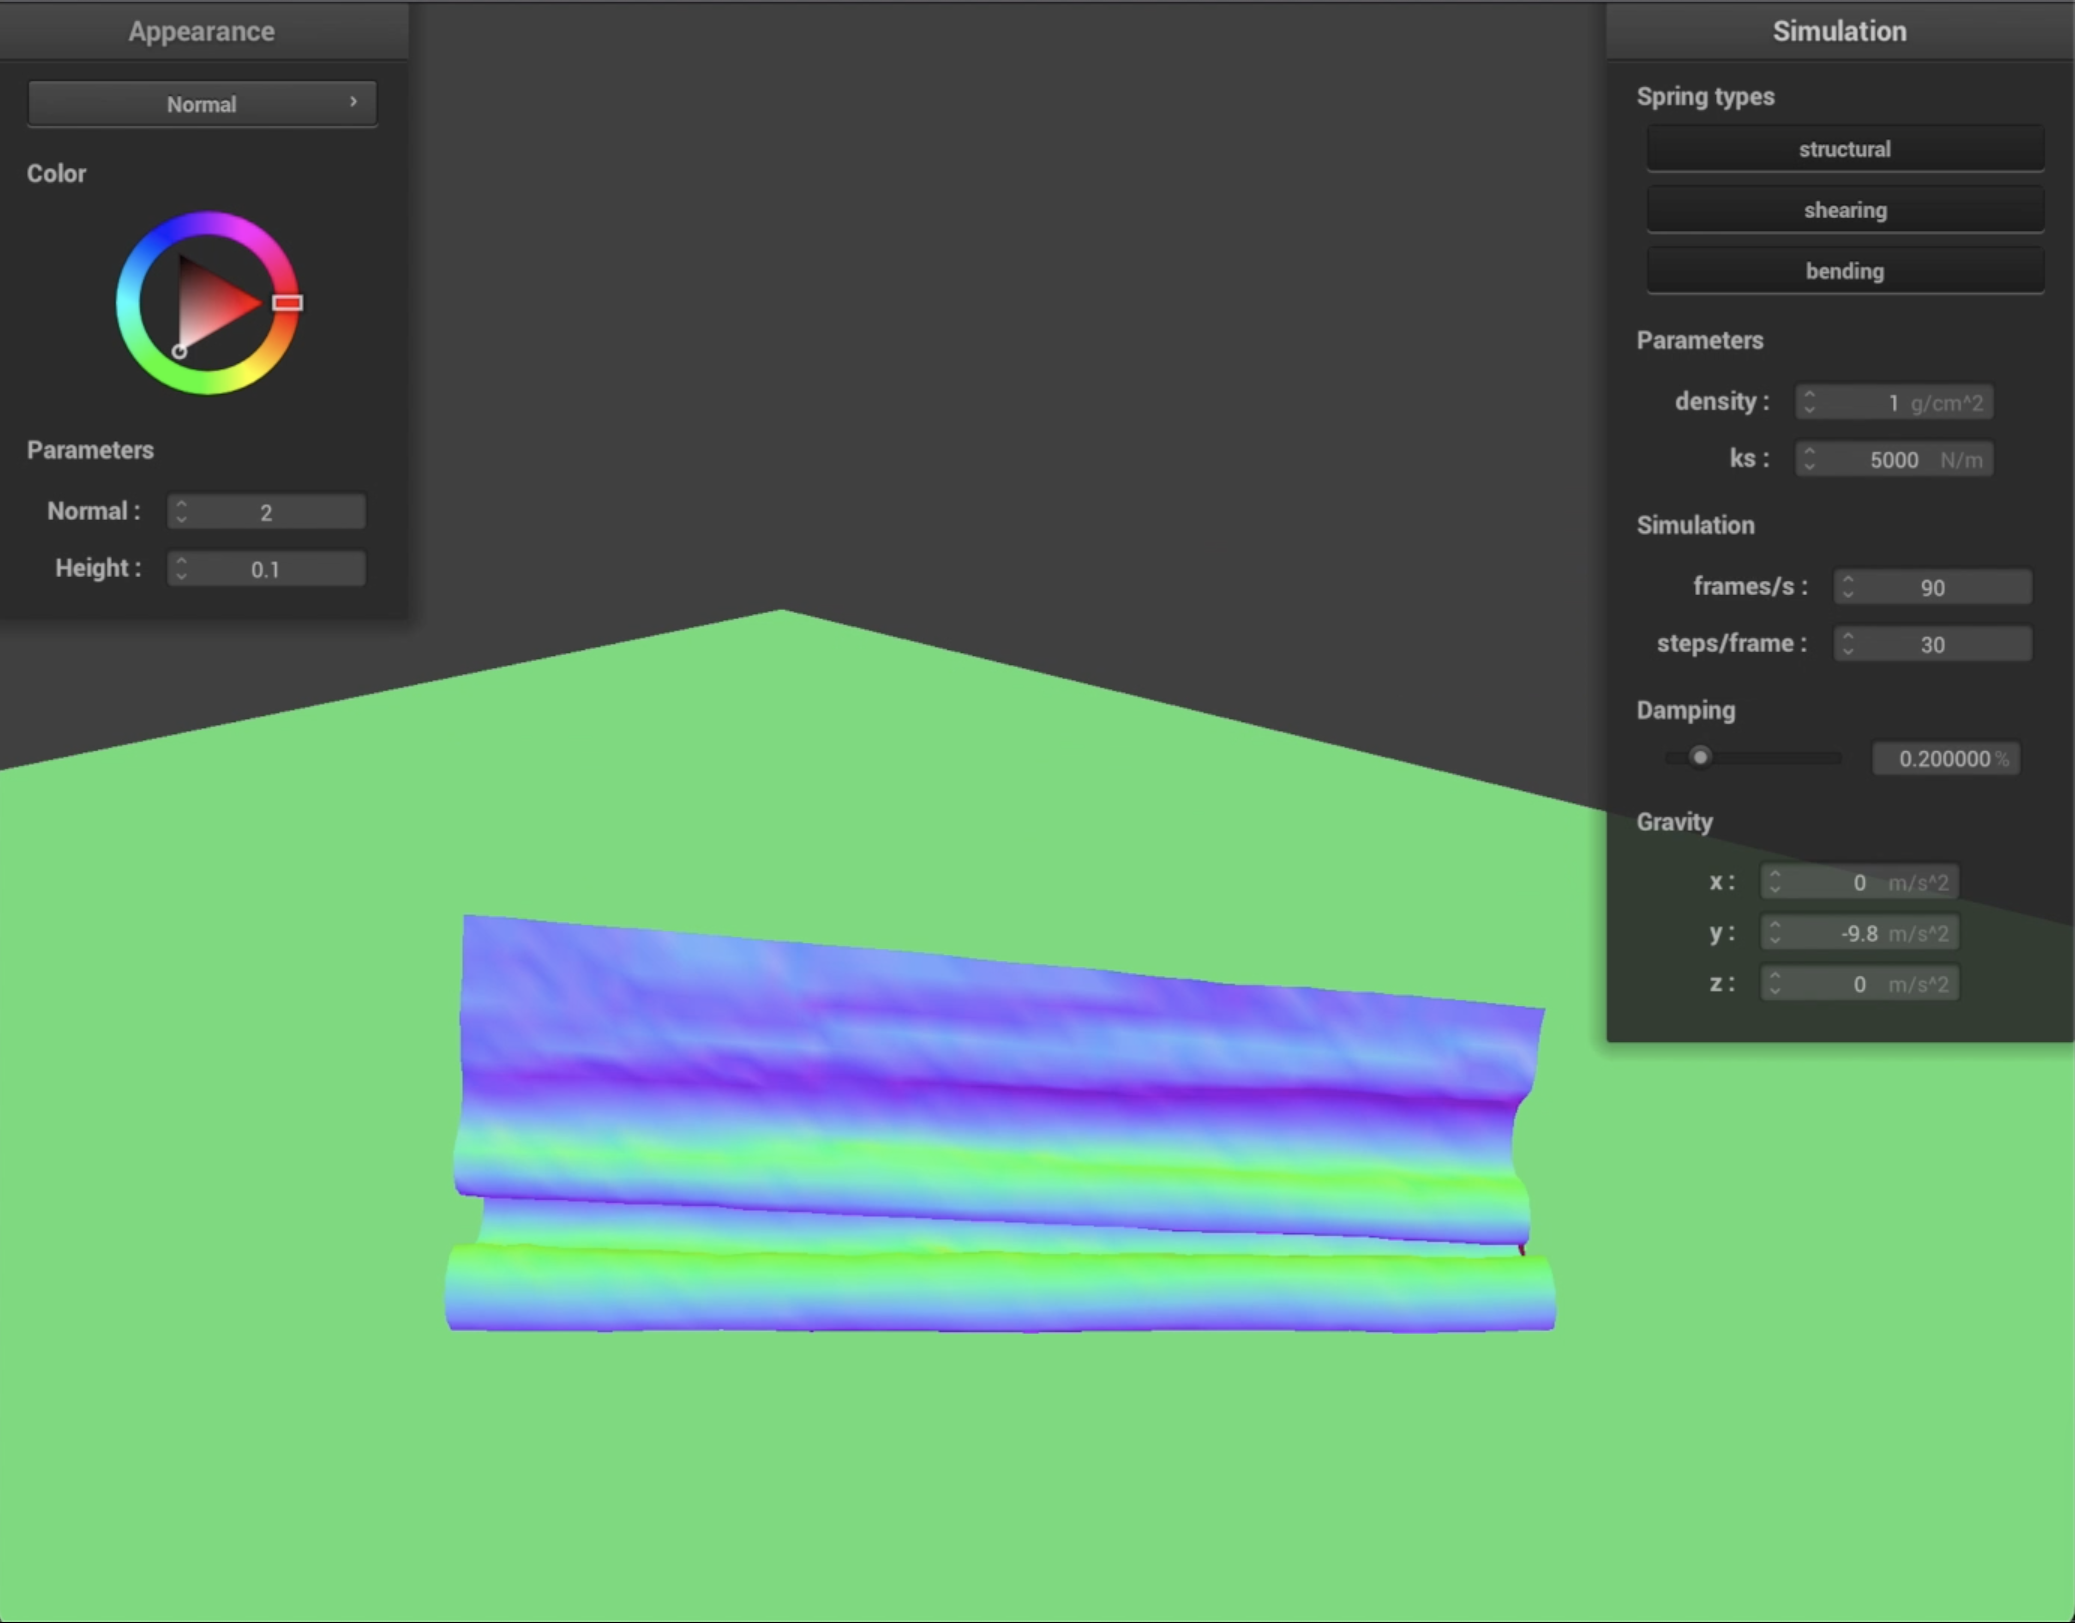 Appearance
Normal
Color
Parameters
Normal : 2
Height : 0.1
Simulation
Spring types
structural
shearing
bending
Parameters
density : 1 g/cm^2
ks : 5000 N/m
Simulation
frames/s : 90
steps/frame : 30
Damping
0.200000 %
Gravity
x : 0 m/s^2
y : -9.8 m/s^2
z : 0 m/s^2